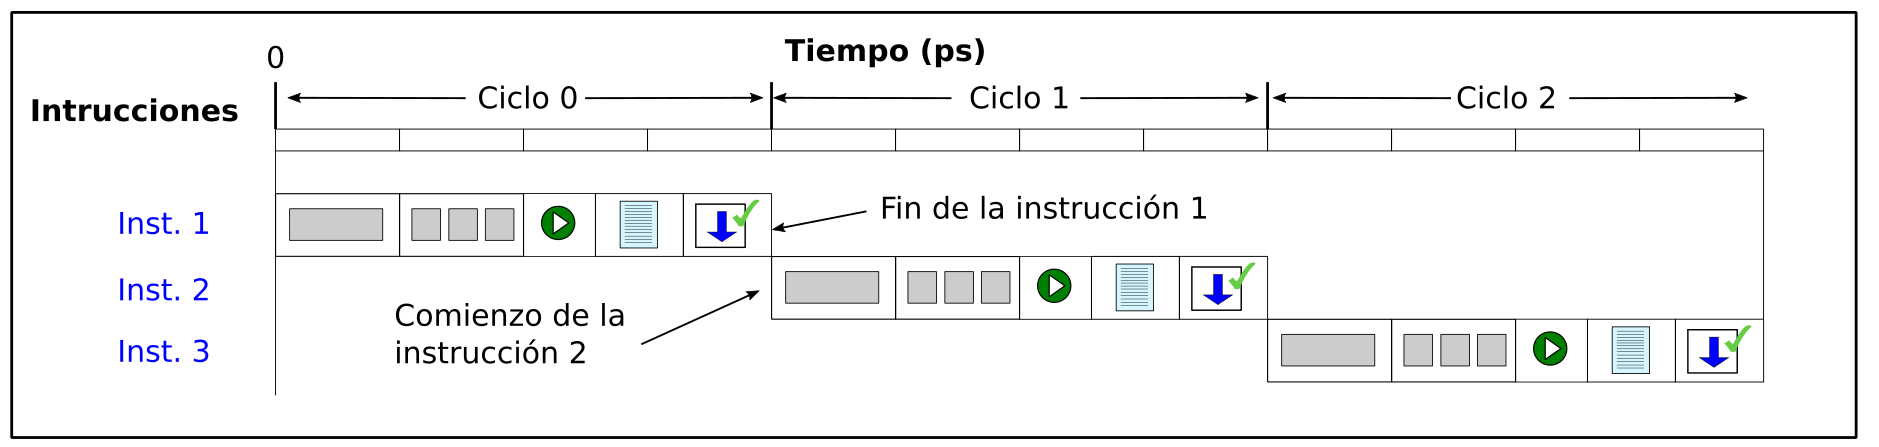 Tiempo (ps)
0
Ciclo 0
Ciclo 1
Ciclo 2
Intrucciones
Inst. 1
Fin de la instrucción 1
Inst. 2
Comienzo de la
instrucción 2
Inst. 3